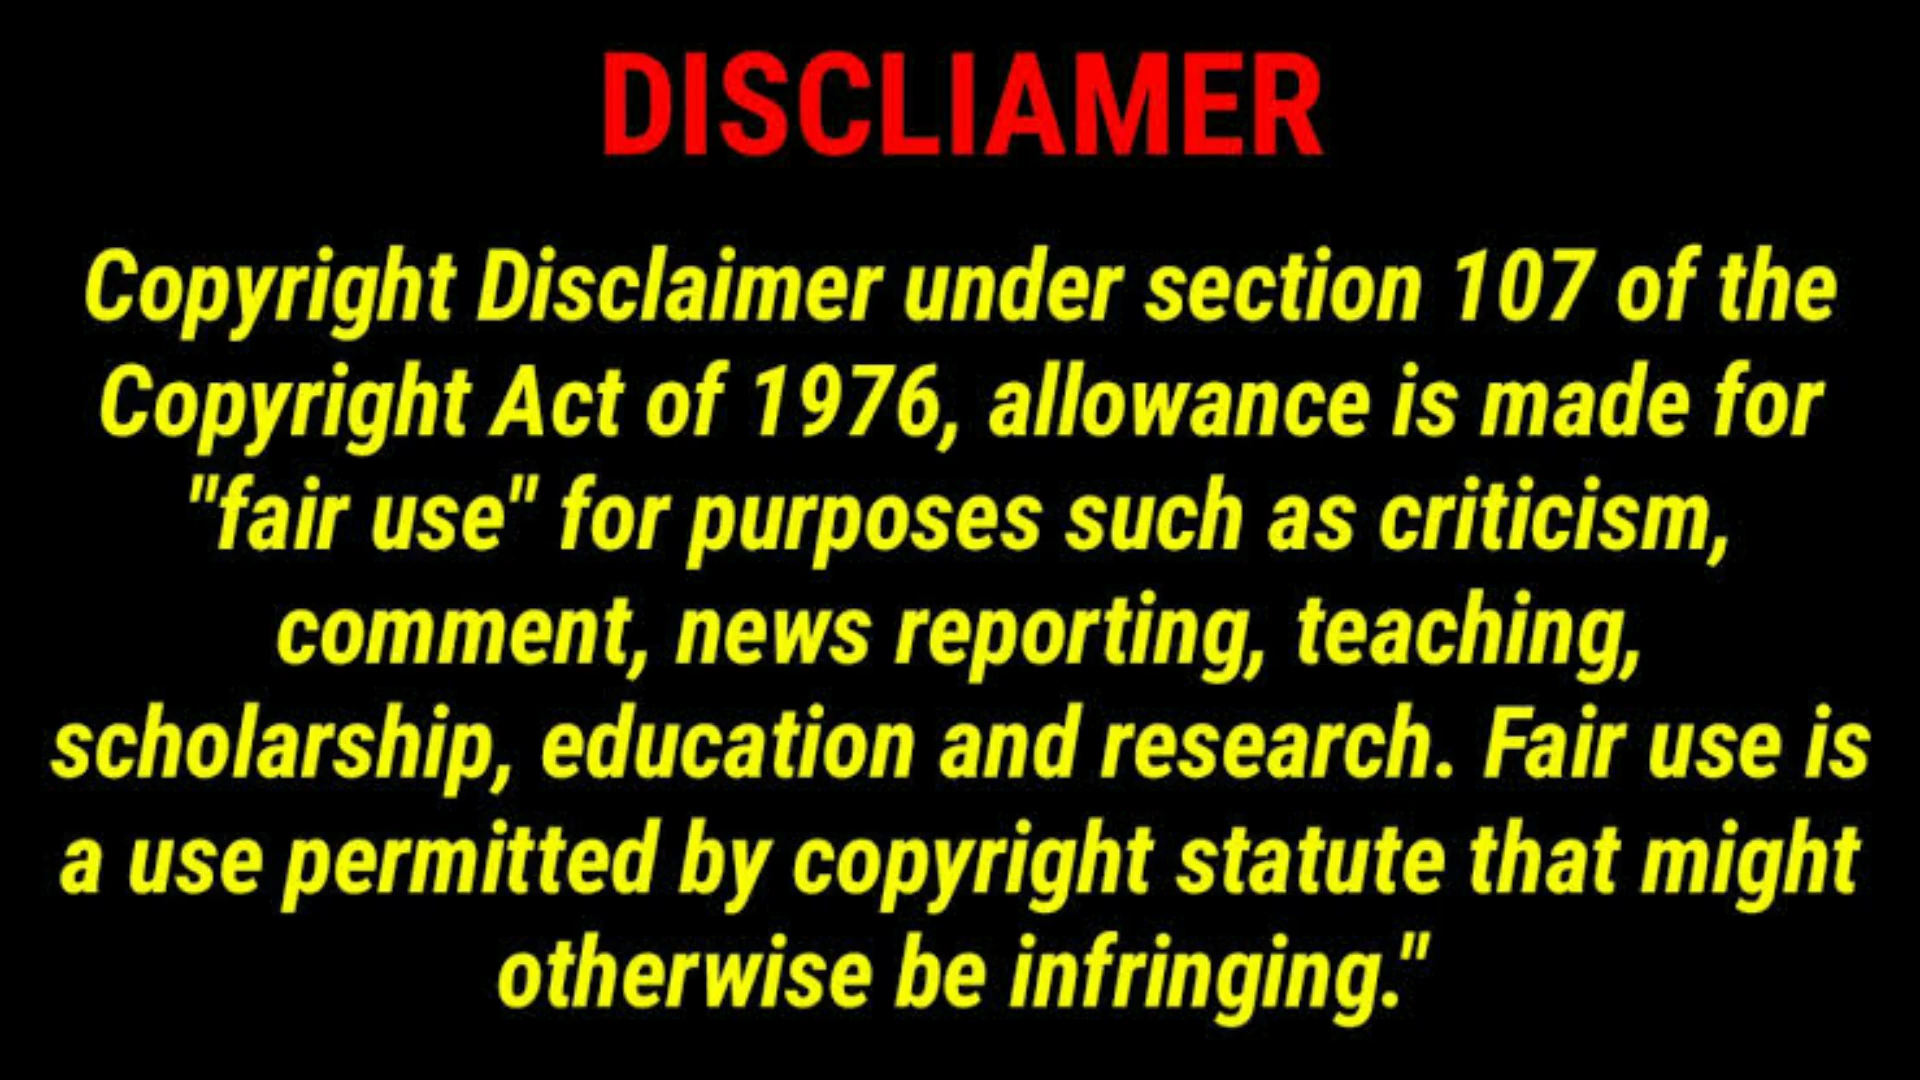 DISCLIAMER
Copyright Disclaimer under section 107 of the
Copyright Act of 1976, allowance is made for
"fair use" for purposes such as criticism,
comment, news reporting, teaching,
scholarship, education and research. Fair use is
a use permitted by copyright statute that might
otherwise be infringing."